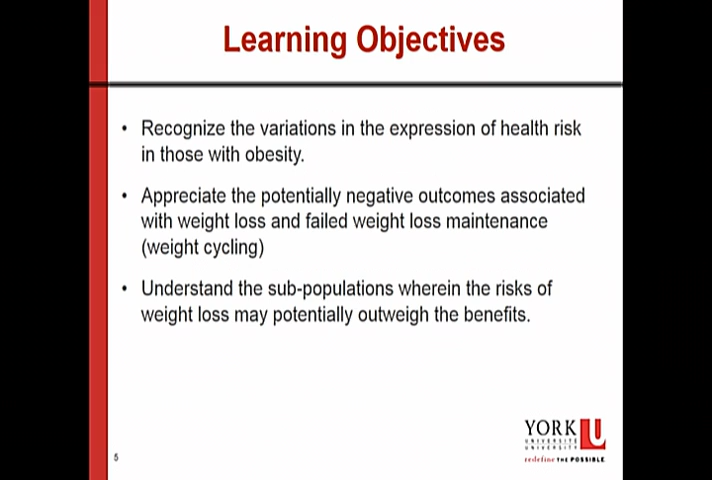 Learning Objectives
• Recognize the variations in the expression of health risk
in those with obesity.
• Appreciate the potentially negative outcomes associated
with weight loss and failed weight loss maintenance
(weight cycling)
• Understand the sub-populations wherein the risks of
weight loss may potentially outweigh the benefits.
YORK U
UNIVERSITÉ
UNIVERSITY
redefine THE POSSIBLE.
5